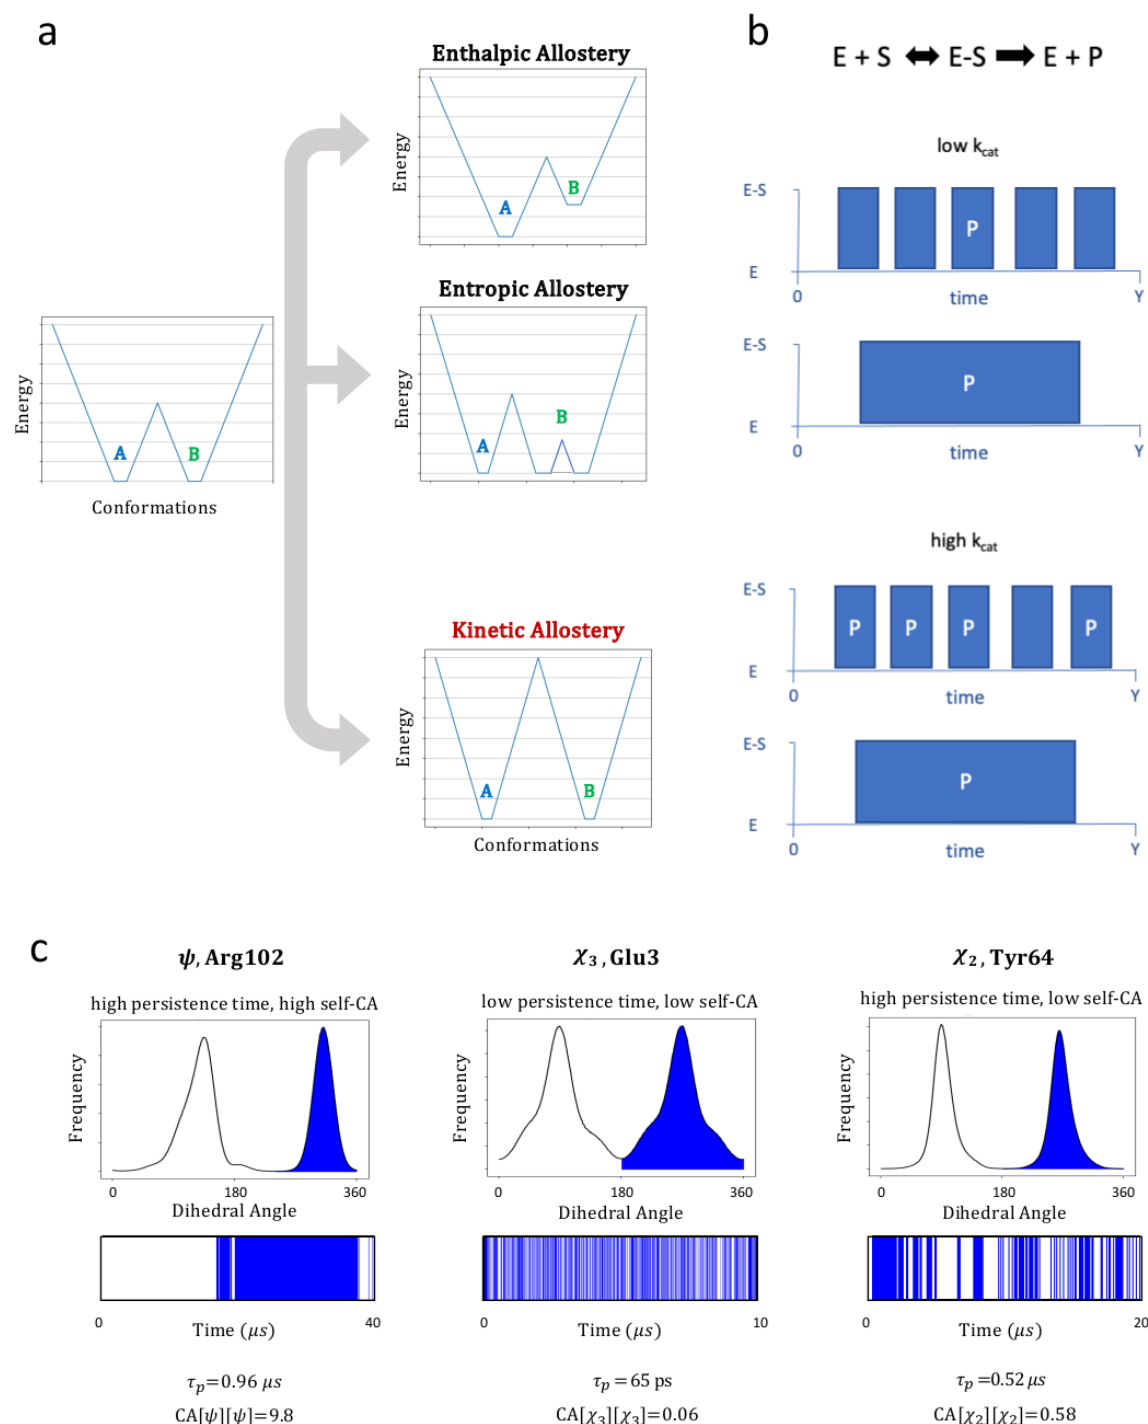 a
Enthalpic Allostery
Energy
A
B
Entropic Allostery
Energy
A
B
Energy
A
B
Conformations
Kinetic Allostery
Energy
A
B
Conformations
b
E + S ⬌ E-S ➡ E + P
low kcat
E-S
P
E
0 time Y
E-S
P
E
0 time Y
high kcat
E-S
P P P P
E
0 time Y
E-S
P
E
0 time Y
c
ψ, Arg102
high persistence time, high self-CA
Frequency
0 180 360
Dihedral Angle
0 40
Time (μs)
τp=0.96 μs
CA[ψ][ψ]=9.8
χ3, Glu3
low persistence time, low self-CA
Frequency
0 180 360
Dihedral Angle
0 10
Time (μs)
τp=65 ps
CA[χ3][χ3]=0.06
χ2, Tyr64
high persistence time, low self-CA
Frequency
0 180 360
Dihedral Angle
0 20
Time (μs)
τp=0.52 μs
CA[χ2][χ2]=0.58